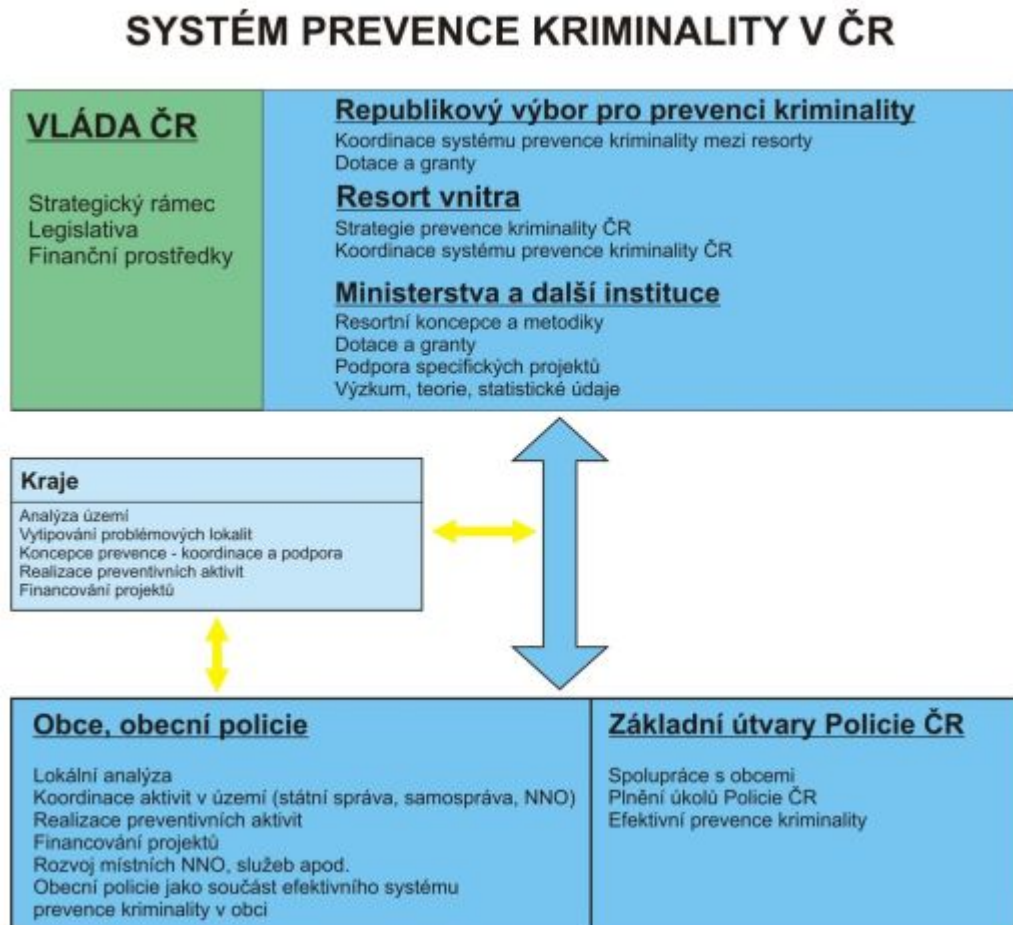 SYSTÉM PREVENCE KRIMINALITY V ČR
VLÁDA ČR
Strategický rámec
Legislativa
Finanční prostředky
Republikový výbor pro prevenci kriminality
Koordinace systému prevence kriminality mezi resorty
Dotace a granty
Resort vnitra
Strategie prevence kriminality ČR
Koordinace systému prevence kriminality ČR
Ministerstva a další instituce
Resortní koncepce a metodiky
Dotace a granty
Podpora specifických projektů
Výzkum, teorie, statistické údaje
Kraje
Analýza území
Vytipování problémových lokalit
Koncepce prevence - koordinace a podpora
Realizace preventivních aktivit
Financování projektů
Obce, obecní policie
Lokální analýza
Koordinace aktivit v území (státní správa, samospráva, NNO)
Realizace preventivních aktivit
Financování projektů
Rozvoj místních NNO, služeb apod.
Obecní policie jako součást efektivního systému
prevence kriminality v obci
Základní útvary Policie ČR
Spolupráce s obcemi
Plnění úkolů Policie ČR
Efektivní prevence kriminality